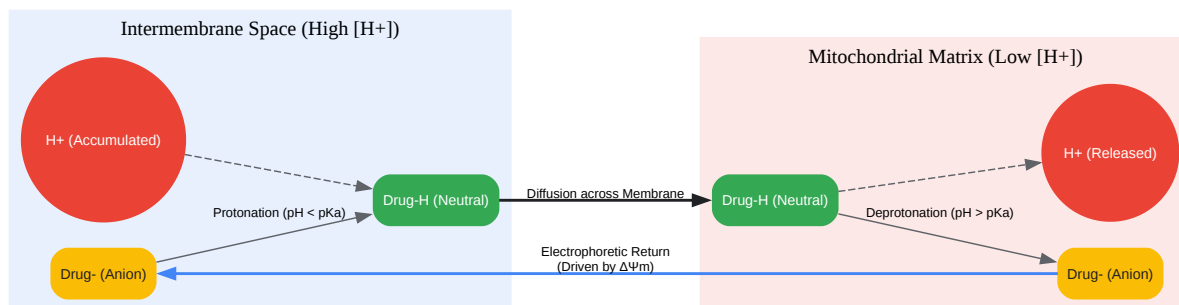 Intermembrane Space (High [H+])
Mitochondrial Matrix (Low [H+])
H+ (Accumulated)
H+ (Released)
Drug-H (Neutral)
Diffusion across Membrane
Drug-H (Neutral)
Protonation (pH < pKa)
Deprotonation (pH > pKa)
Electrophoretic Return
(Driven by ΔΨm)
Drug- (Anion)
Drug- (Anion)